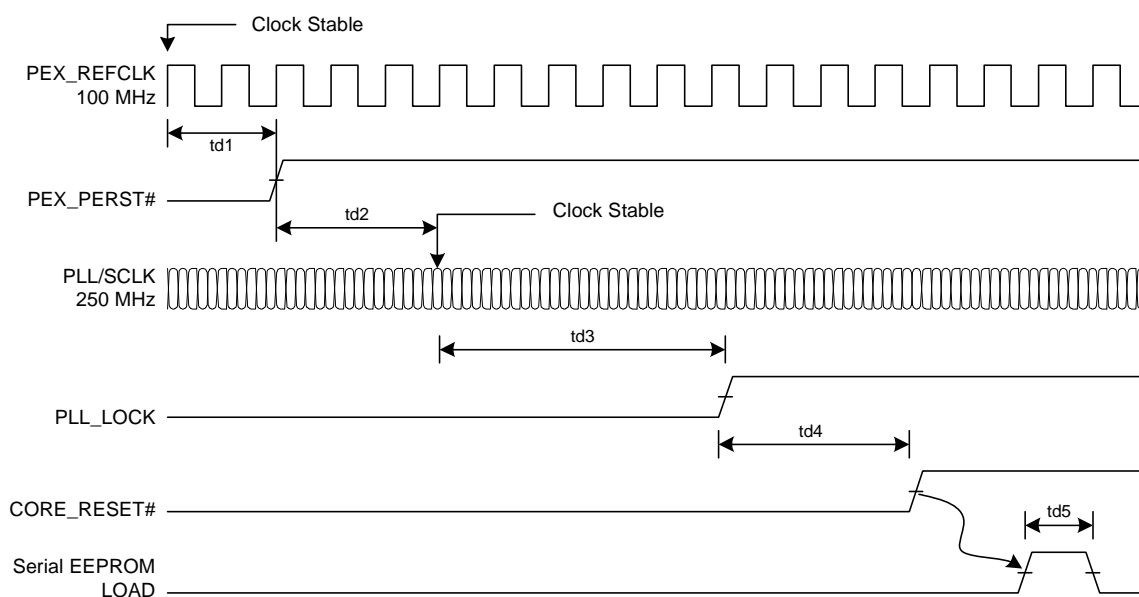 Clock Stable
PEX_REFCLK
100 MHz
td1
PEX_PERST#
td2
Clock Stable
PLL/SCLK
250 MHz
td3
PLL_LOCK
td4
CORE_RESET#
td5
Serial EEPROM
LOAD